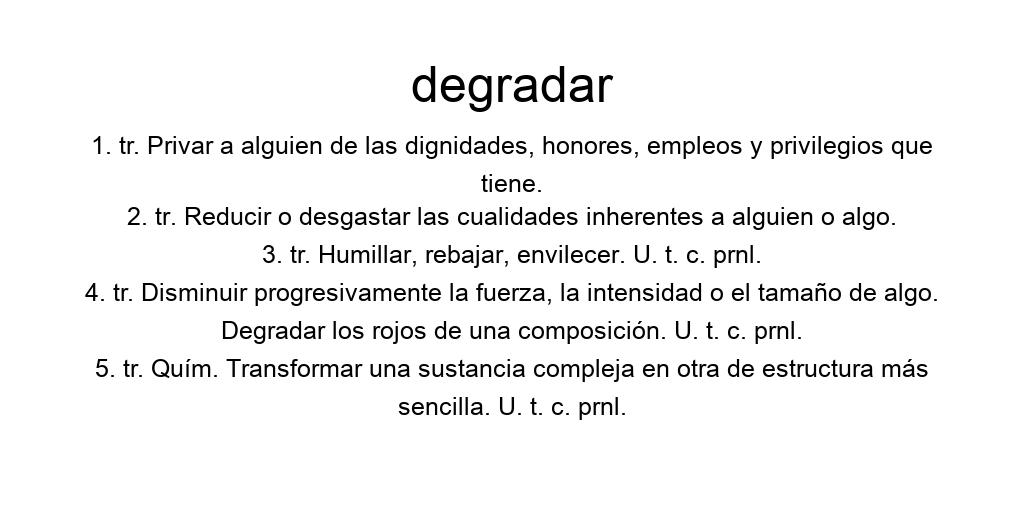 degradar
1. tr. Privar a alguien de las dignidades, honores, empleos y privilegios que
tiene.
2. tr. Reducir o desgastar las cualidades inherentes a alguien o algo.
3. tr. Humillar, rebajar, envilecer. U. t. c. prnl.
4. tr. Disminuir progresivamente la fuerza, la intensidad o el tamaño de algo.
Degradar los rojos de una composición. U. t. c. prnl.
5. tr. Quím. Transformar una sustancia compleja en otra de estructura más
sencilla. U. t. c. prnl.